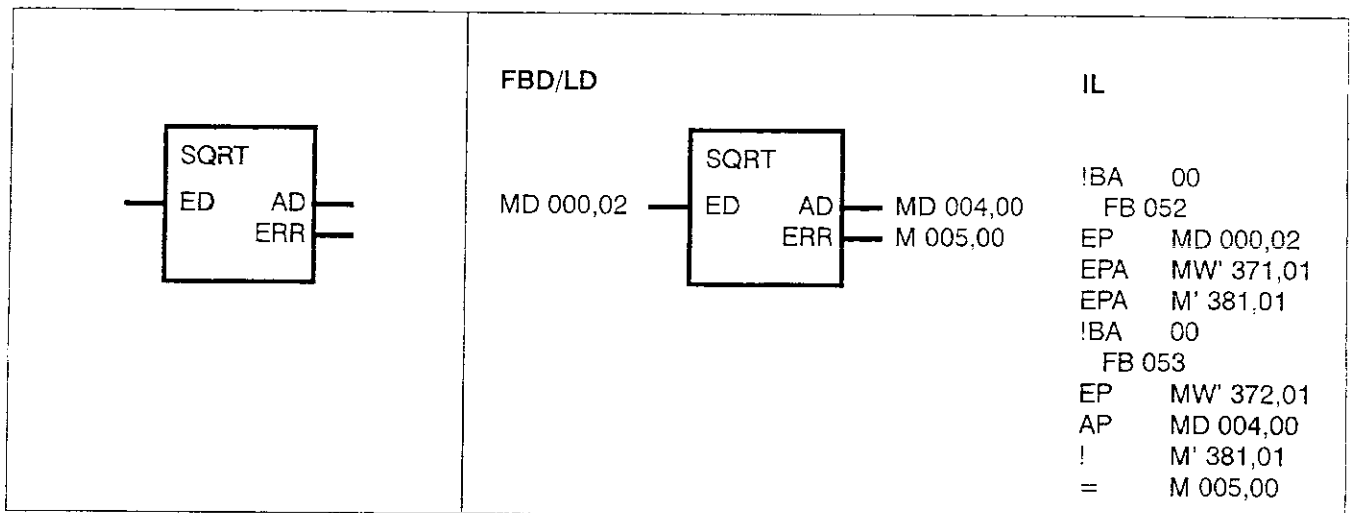 SQRT
ED AD
ERR
FBD/LD
SQRT
MD 000,02 ED AD MD 004,00
ERR M 005,00
IL
!BA 00
FB 052
EP MD 000,02
EPA MW' 371,01
EPA M' 381,01
!BA 00
FB 053
EP MW' 372,01
AP MD 004,00
! M' 381,01
= M 005,00